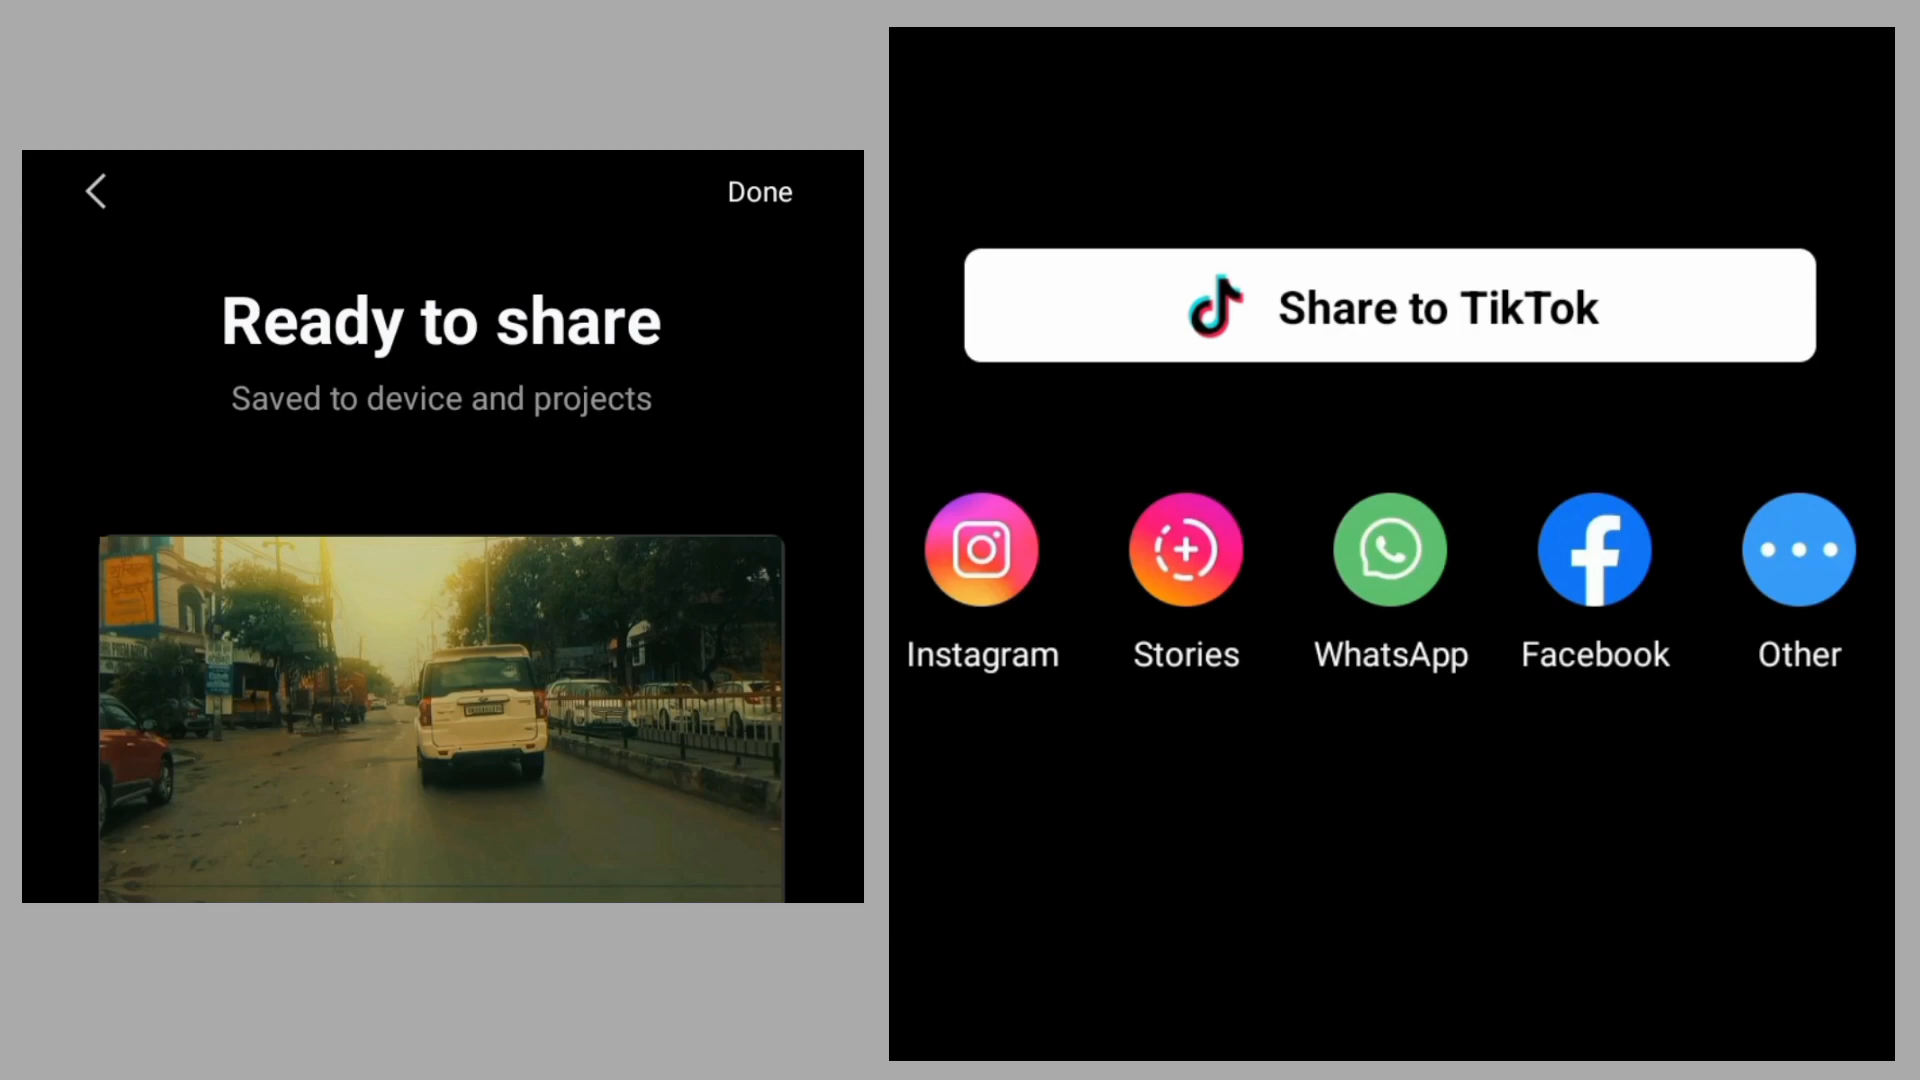 Done
Ready to share
Saved to device and projects
Share to TikTok
Instagram
Stories
WhatsApp
Facebook
Other